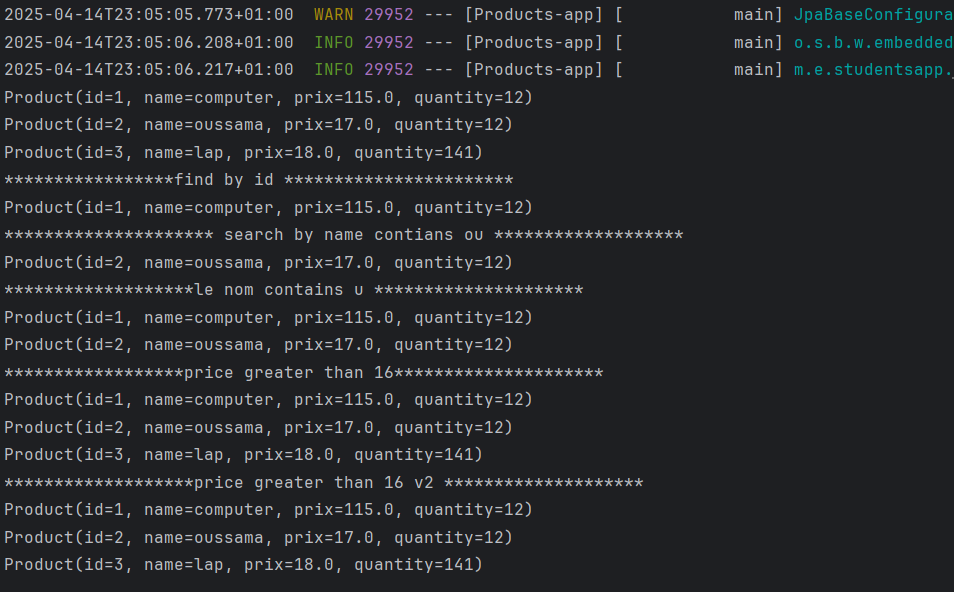 2025-04-14T23:05:05.773+01:00  WARN 29952 --- [Products-app] [           main] JpaBaseConfigura
2025-04-14T23:05:06.208+01:00  INFO 29952 --- [Products-app] [           main] o.s.b.w.embedded
2025-04-14T23:05:06.217+01:00  INFO 29952 --- [Products-app] [           main] m.e.studentsapp.
Product(id=1, name=computer, prix=115.0, quantity=12)
Product(id=2, name=oussama, prix=17.0, quantity=12)
Product(id=3, name=lap, prix=18.0, quantity=141)
*****************find by id ***********************
Product(id=1, name=computer, prix=115.0, quantity=12)
********************* search by name contians ou *******************
Product(id=2, name=oussama, prix=17.0, quantity=12)
*******************le nom contains u *********************
Product(id=1, name=computer, prix=115.0, quantity=12)
Product(id=2, name=oussama, prix=17.0, quantity=12)
******************price greater than 16*********************
Product(id=1, name=computer, prix=115.0, quantity=12)
Product(id=2, name=oussama, prix=17.0, quantity=12)
Product(id=3, name=lap, prix=18.0, quantity=141)
*******************price greater than 16 v2 ********************
Product(id=1, name=computer, prix=115.0, quantity=12)
Product(id=2, name=oussama, prix=17.0, quantity=12)
Product(id=3, name=lap, prix=18.0, quantity=141)